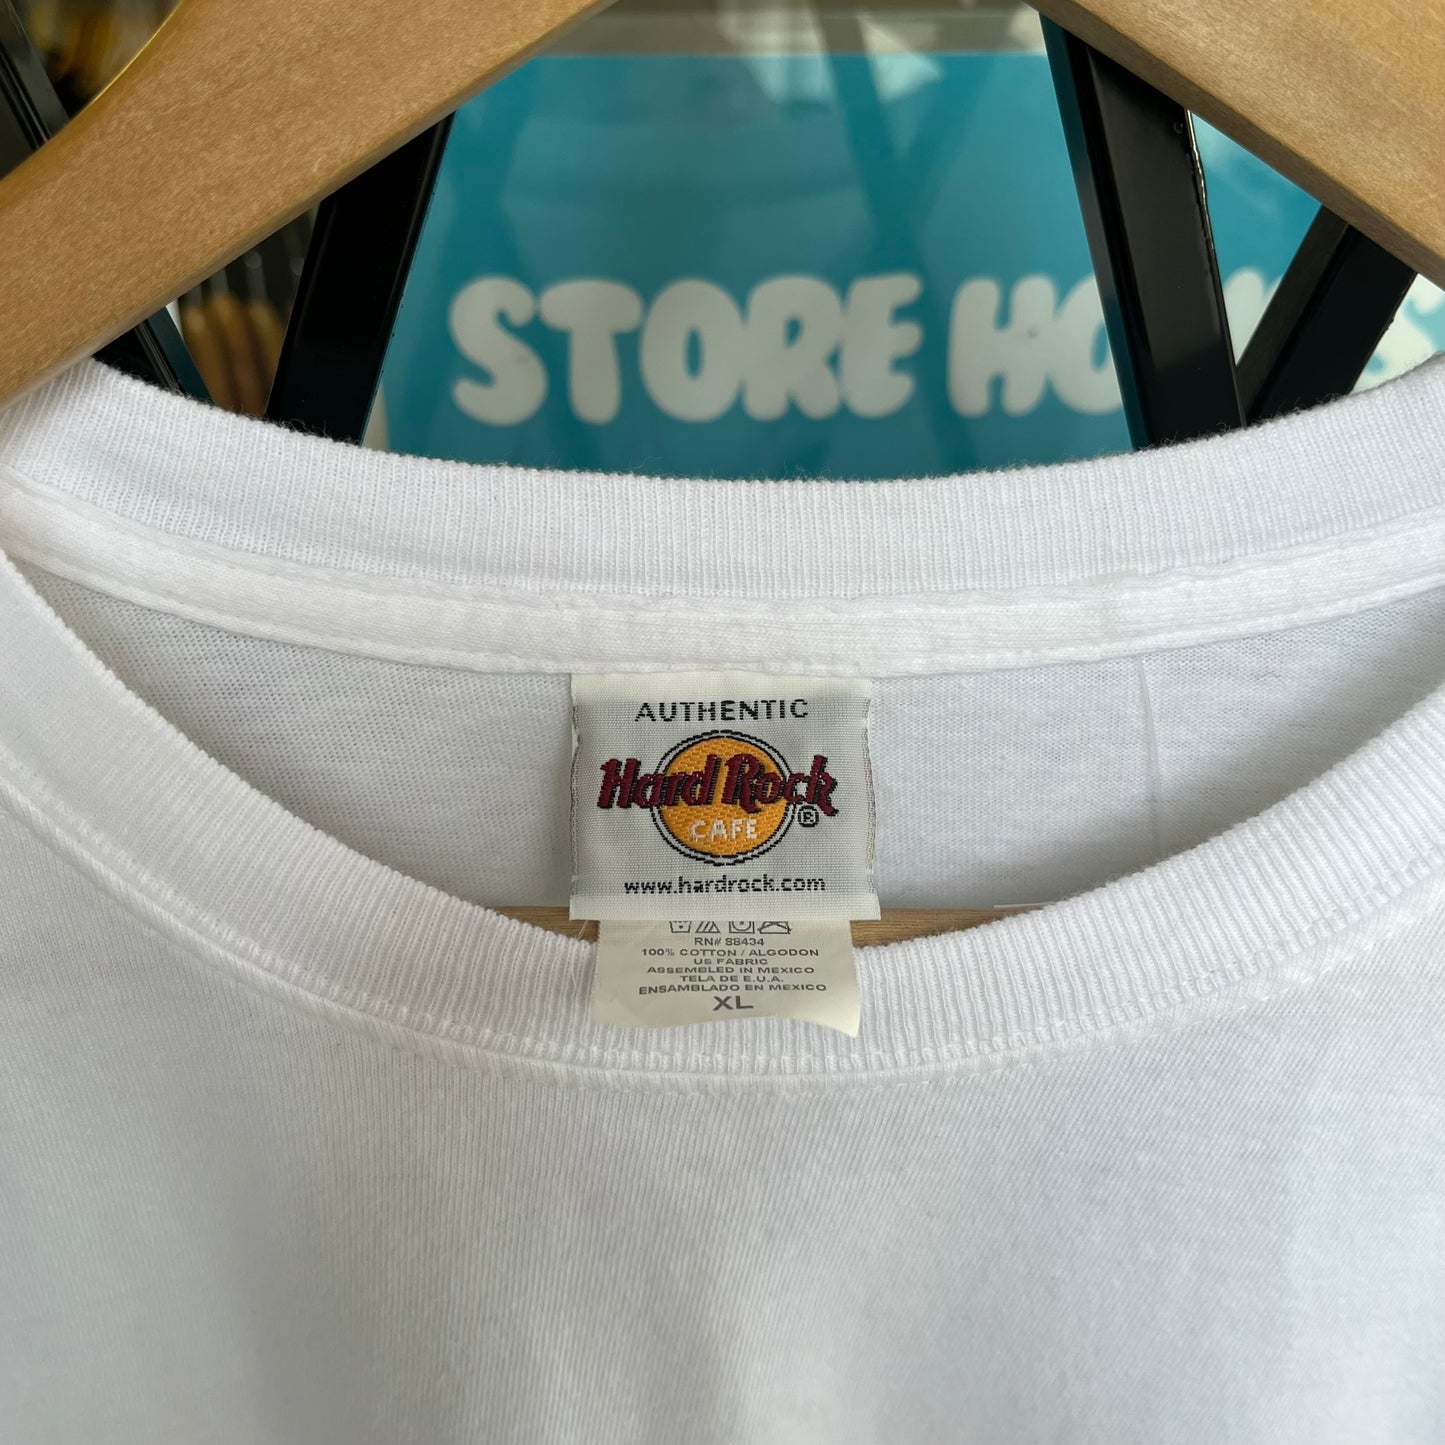 STORE HO
AUTHENTIC
Hard Rock
CAFE ®
www.hardrock.com
RN# 88434
100% COTTON / ALGODON
US FABRIC
ASSEMBLED IN MEXICO
TELA DE E.U.A.
ENSAMBLADO EN MEXICO
XL